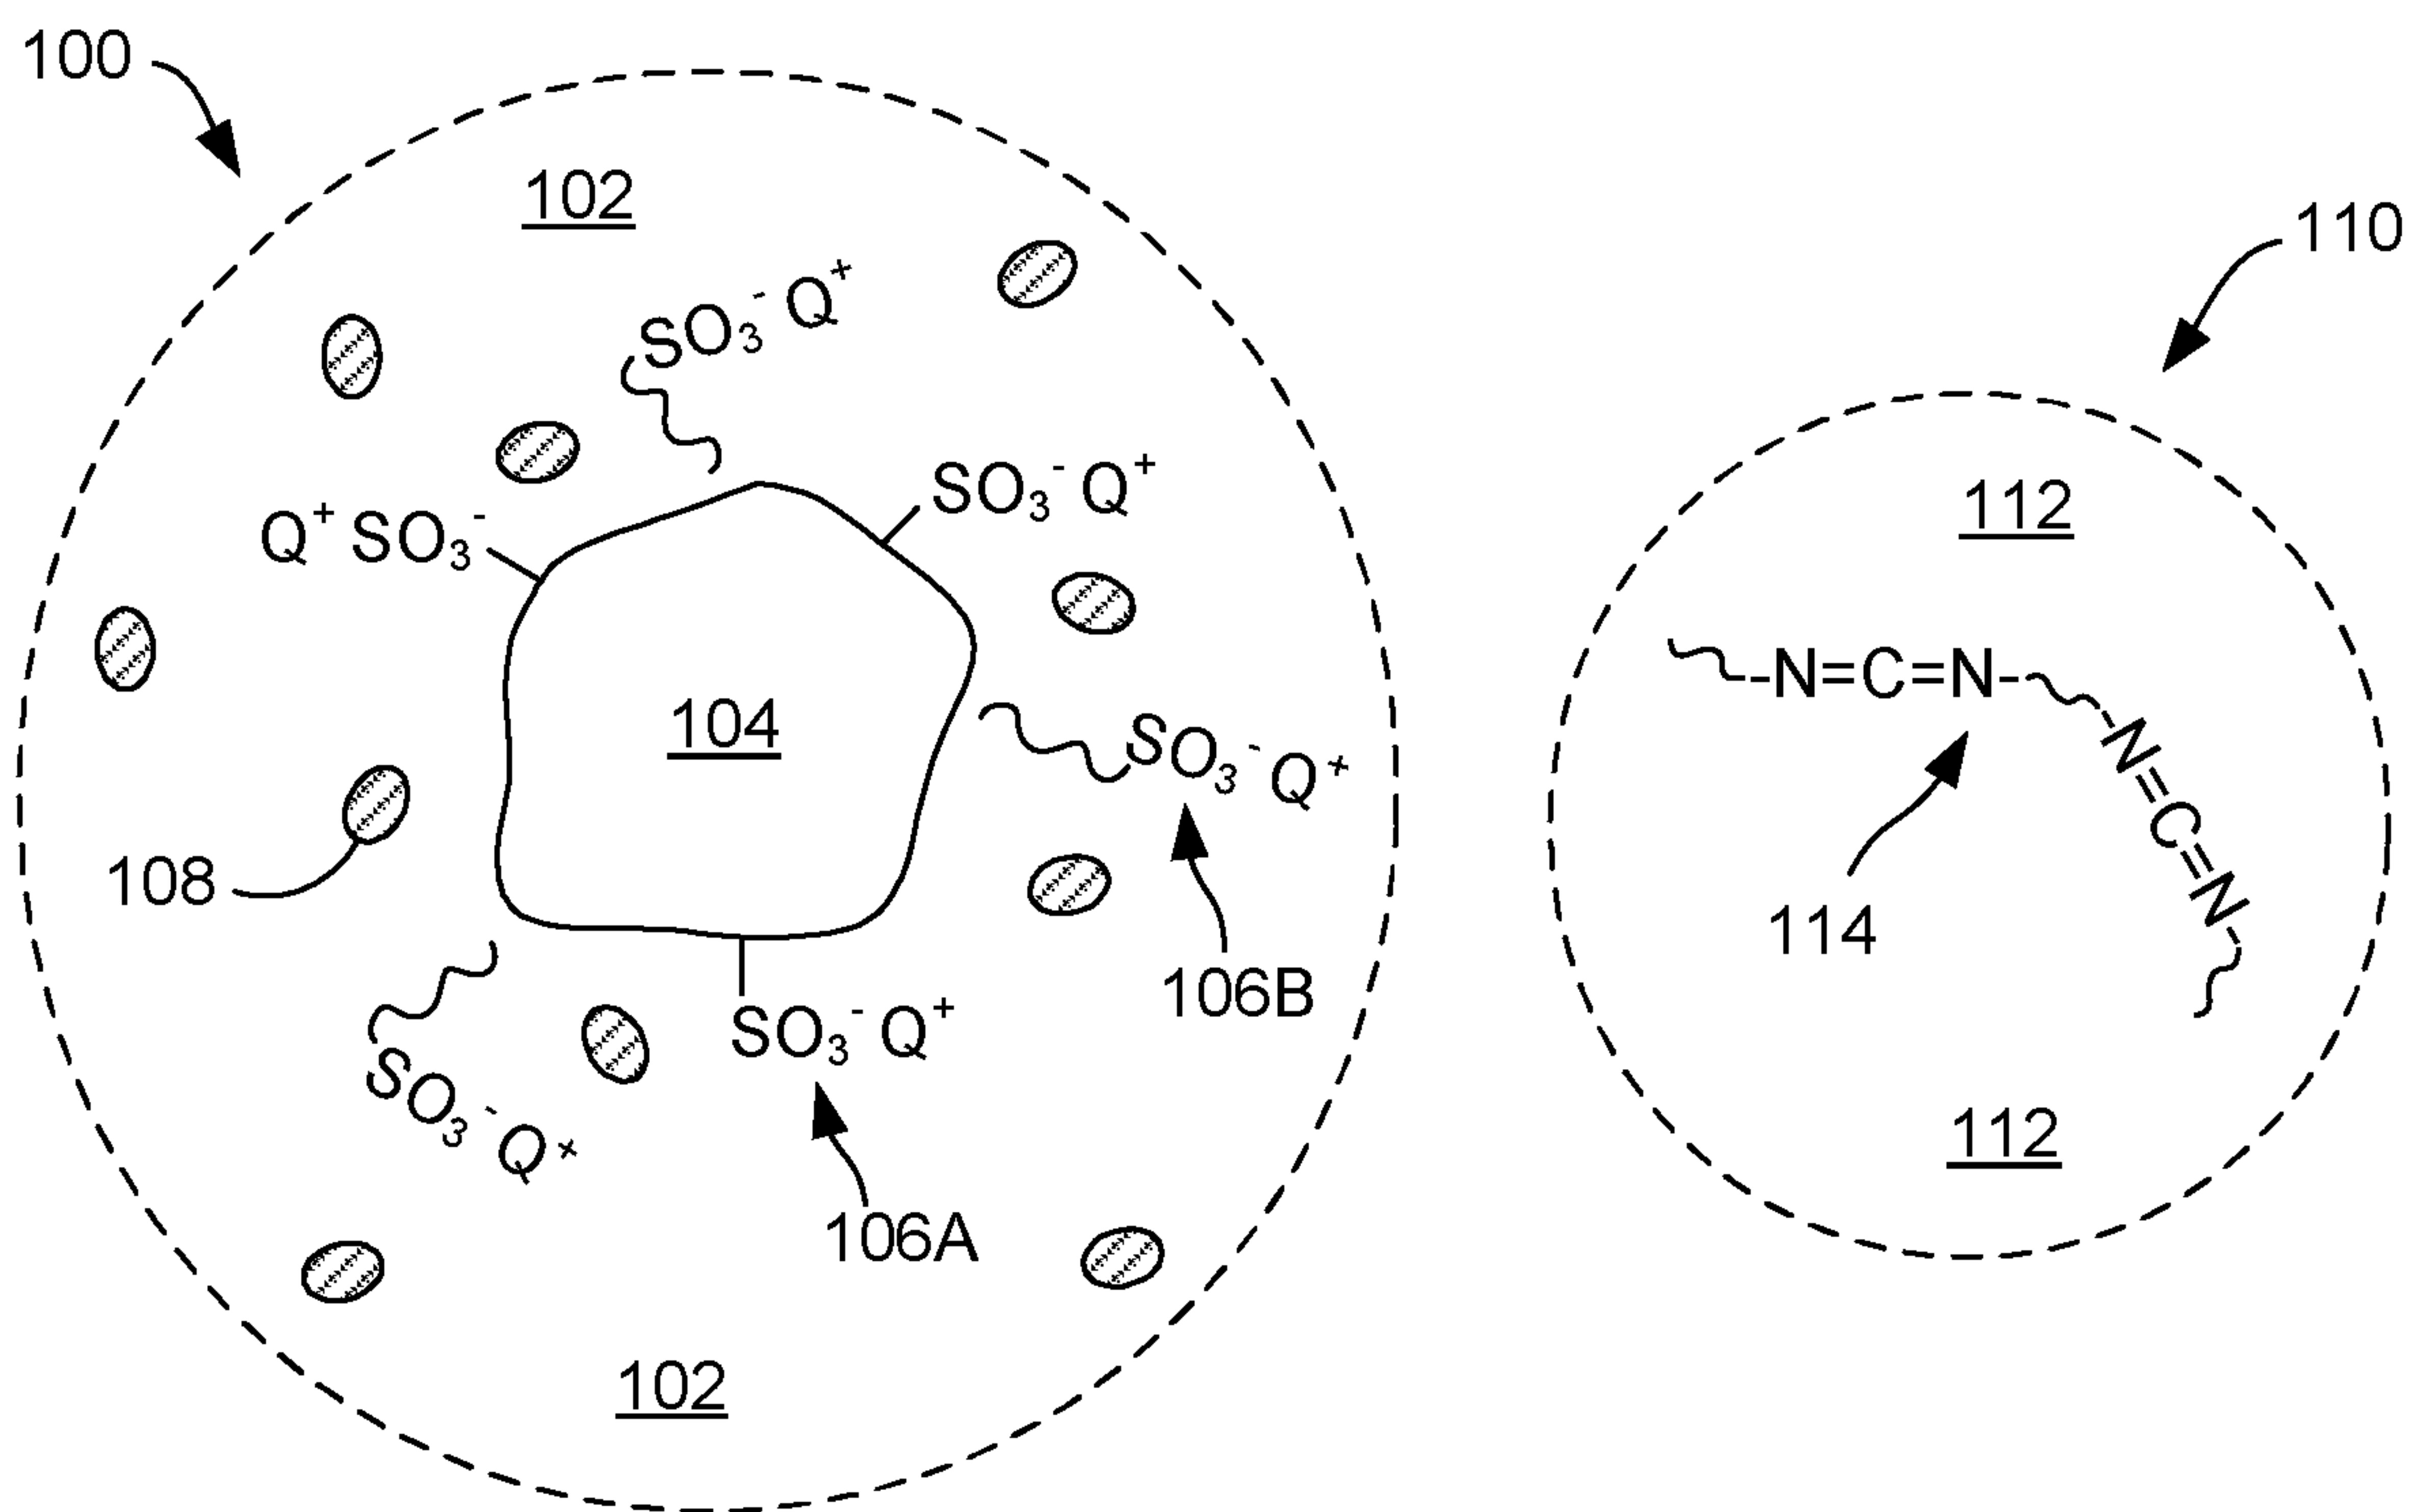 100
102
110
SO₃⁻ Q⁺
SO₃⁻ Q⁺
Q⁺ SO₃⁻
112
104
SO₃⁻ Q⁺
N=C=N
N=C=N
108
114
106B
SO₃⁻ Q⁺
SO₃⁻ Q⁺
106A
112
102